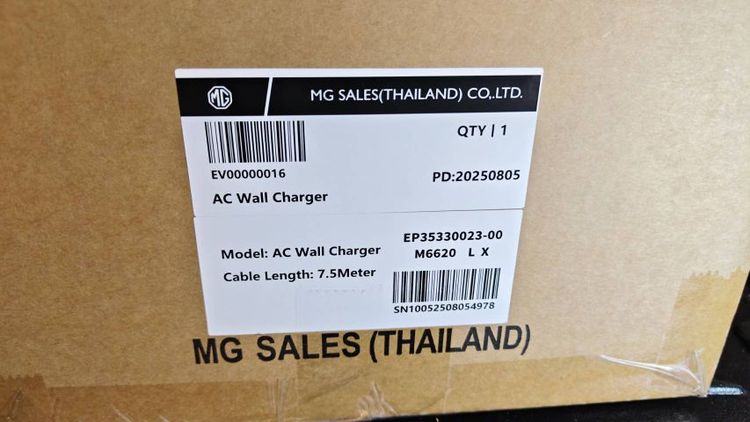 MG MG SALES(THAILAND) CO,.LTD.
QTY | 1
EV00000016
PD:20250805
AC Wall Charger
EP35330023-00
Model: AC Wall Charger
M6620 L X
Cable Length: 7.5Meter
SN10052508054978
MG SALES (THAILAND)